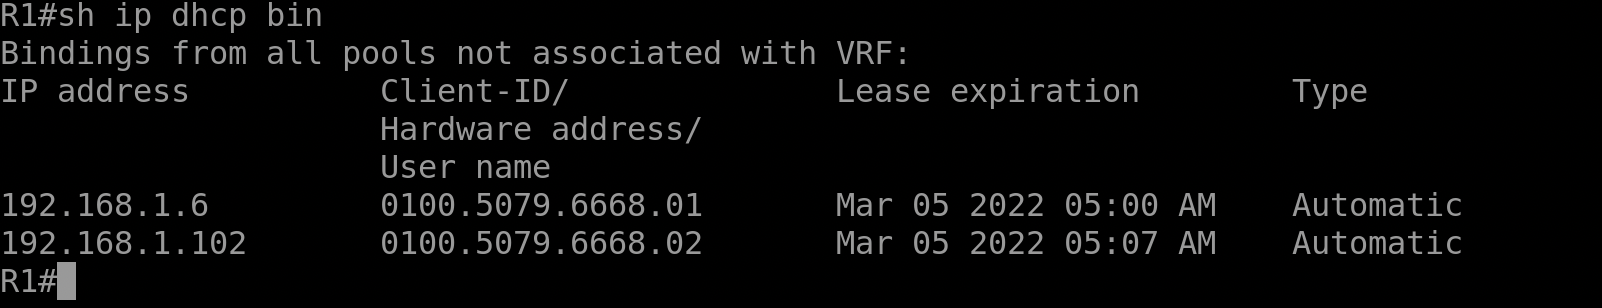 R1#sh ip dhcp bin
Bindings from all pools not associated with VRF:
IP address          Client-ID/              Lease expiration        Type
                    Hardware address/
                    User name
192.168.1.6         0100.5079.6668.01       Mar 05 2022 05:00 AM    Automatic
192.168.1.102       0100.5079.6668.02       Mar 05 2022 05:07 AM    Automatic
R1#